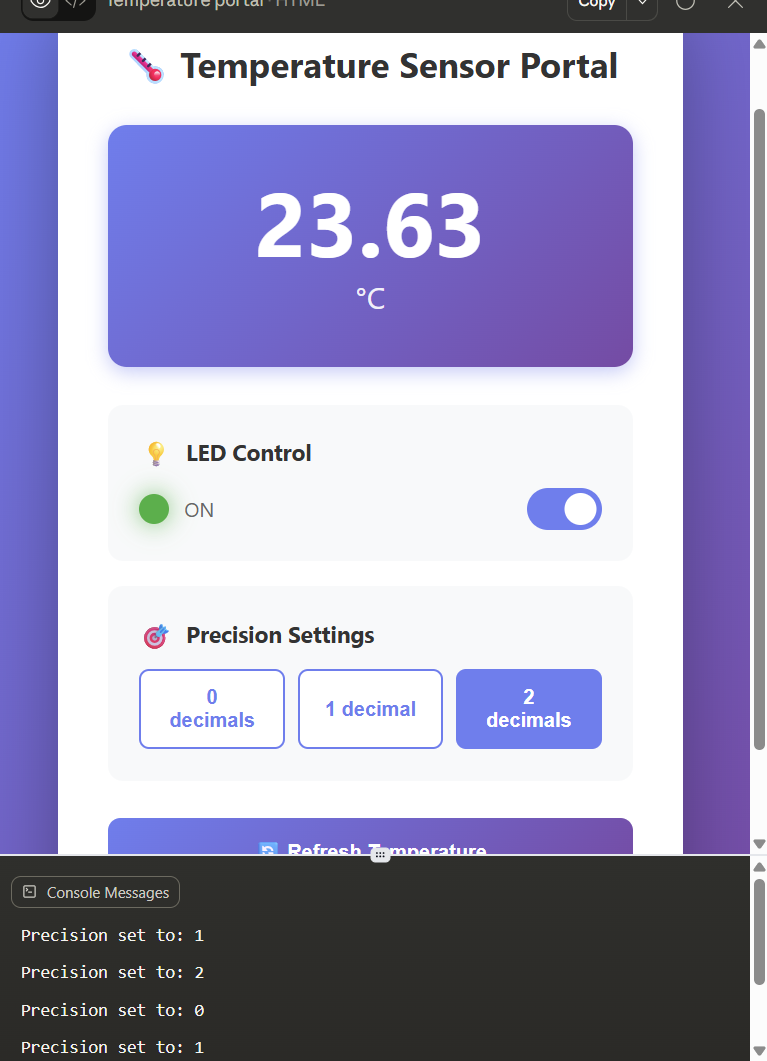 Temperature portal · HTML
Copy
Temperature Sensor Portal
23.63
°C
LED Control
ON
Precision Settings
0
decimals
1 decimal
2
decimals
Refresh Temperature
Console Messages
Precision set to: 1
Precision set to: 2
Precision set to: 0
Precision set to: 1